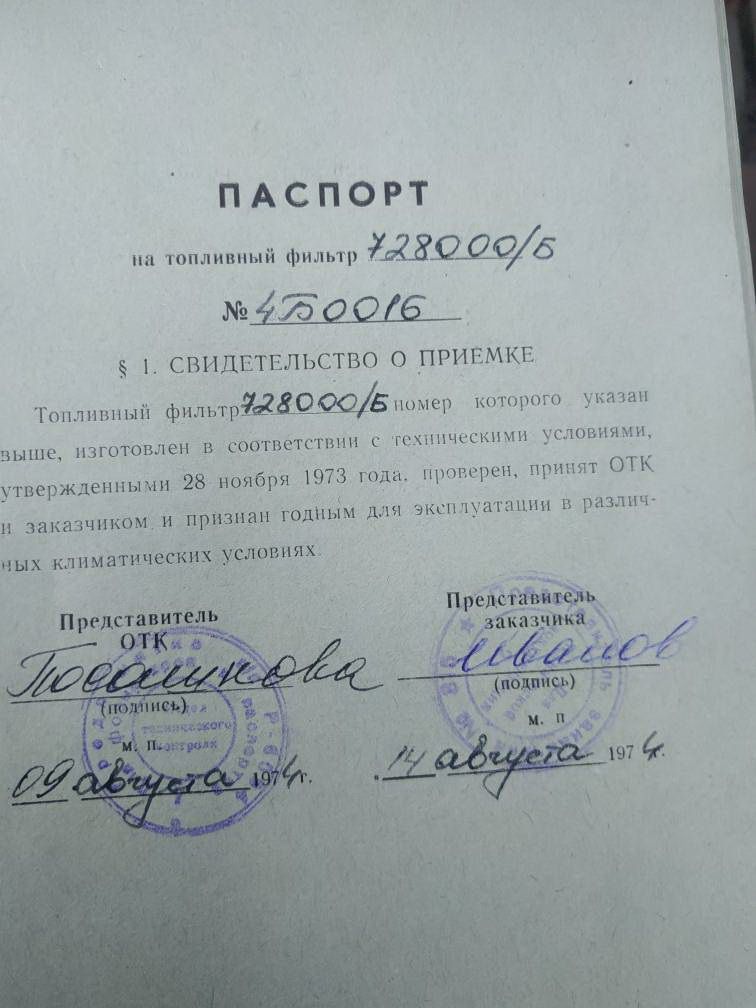 ПАСПОРТ
на топливный фильтр 728000/Б
№ 4Б0016
§ 1. СВИДЕТЕЛЬСТВО О ПРИЕМКЕ
Топливный фильтр 728000/Б номер которого указан
выше, изготовлен в соответствии с техническими условиями,
утвержденными 28 ноября 1973 года, проверен, принят ОТК
и заказчиком и признан годным для эксплуатации в различ-
ных климатических условиях.
Представитель
ОТК
(подпись)
м. п.
технического
контроля
09 августа 1974 г.
Представитель
заказчика
Иванов
(подпись)
м. п
14 августа 1974 г.